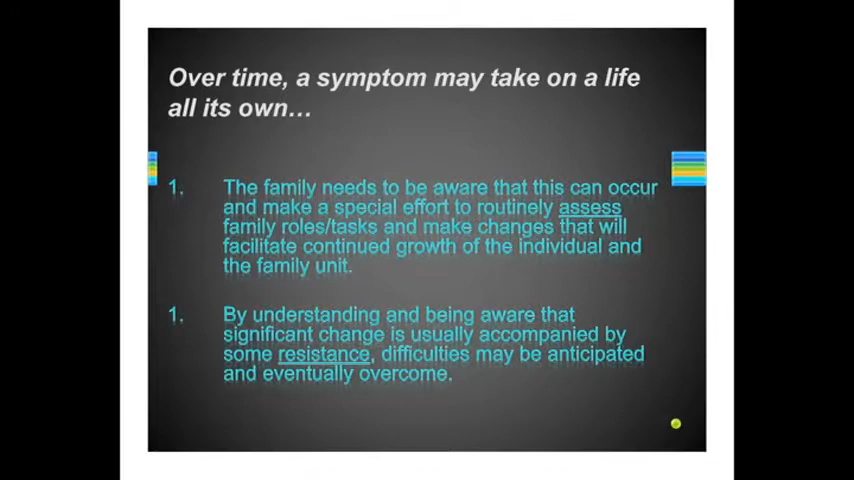 Over time, a symptom may take on a life
all its own…
1. The family needs to be aware that this can occur
and make a special effort to routinely assess
family roles/tasks and make changes that will
facilitate continued growth of the individual and
the family unit.
1. By understanding and being aware that
significant change is usually accompanied by
some resistance, difficulties may be anticipated
and eventually overcome.